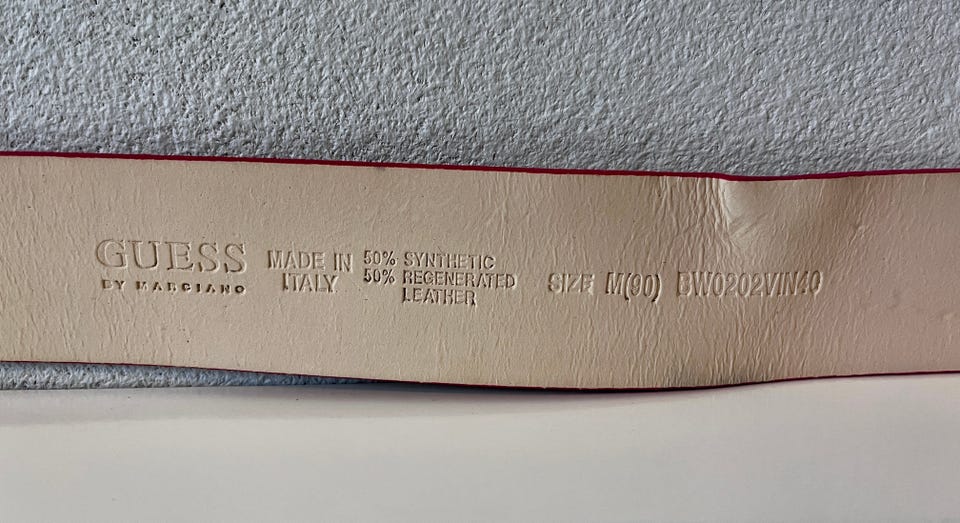 GUESS
BY MARCIANO
MADE IN
ITALY
50% SYNTHETIC
50% REGENERATED
LEATHER
SIZE M(90) BW0202VIN40